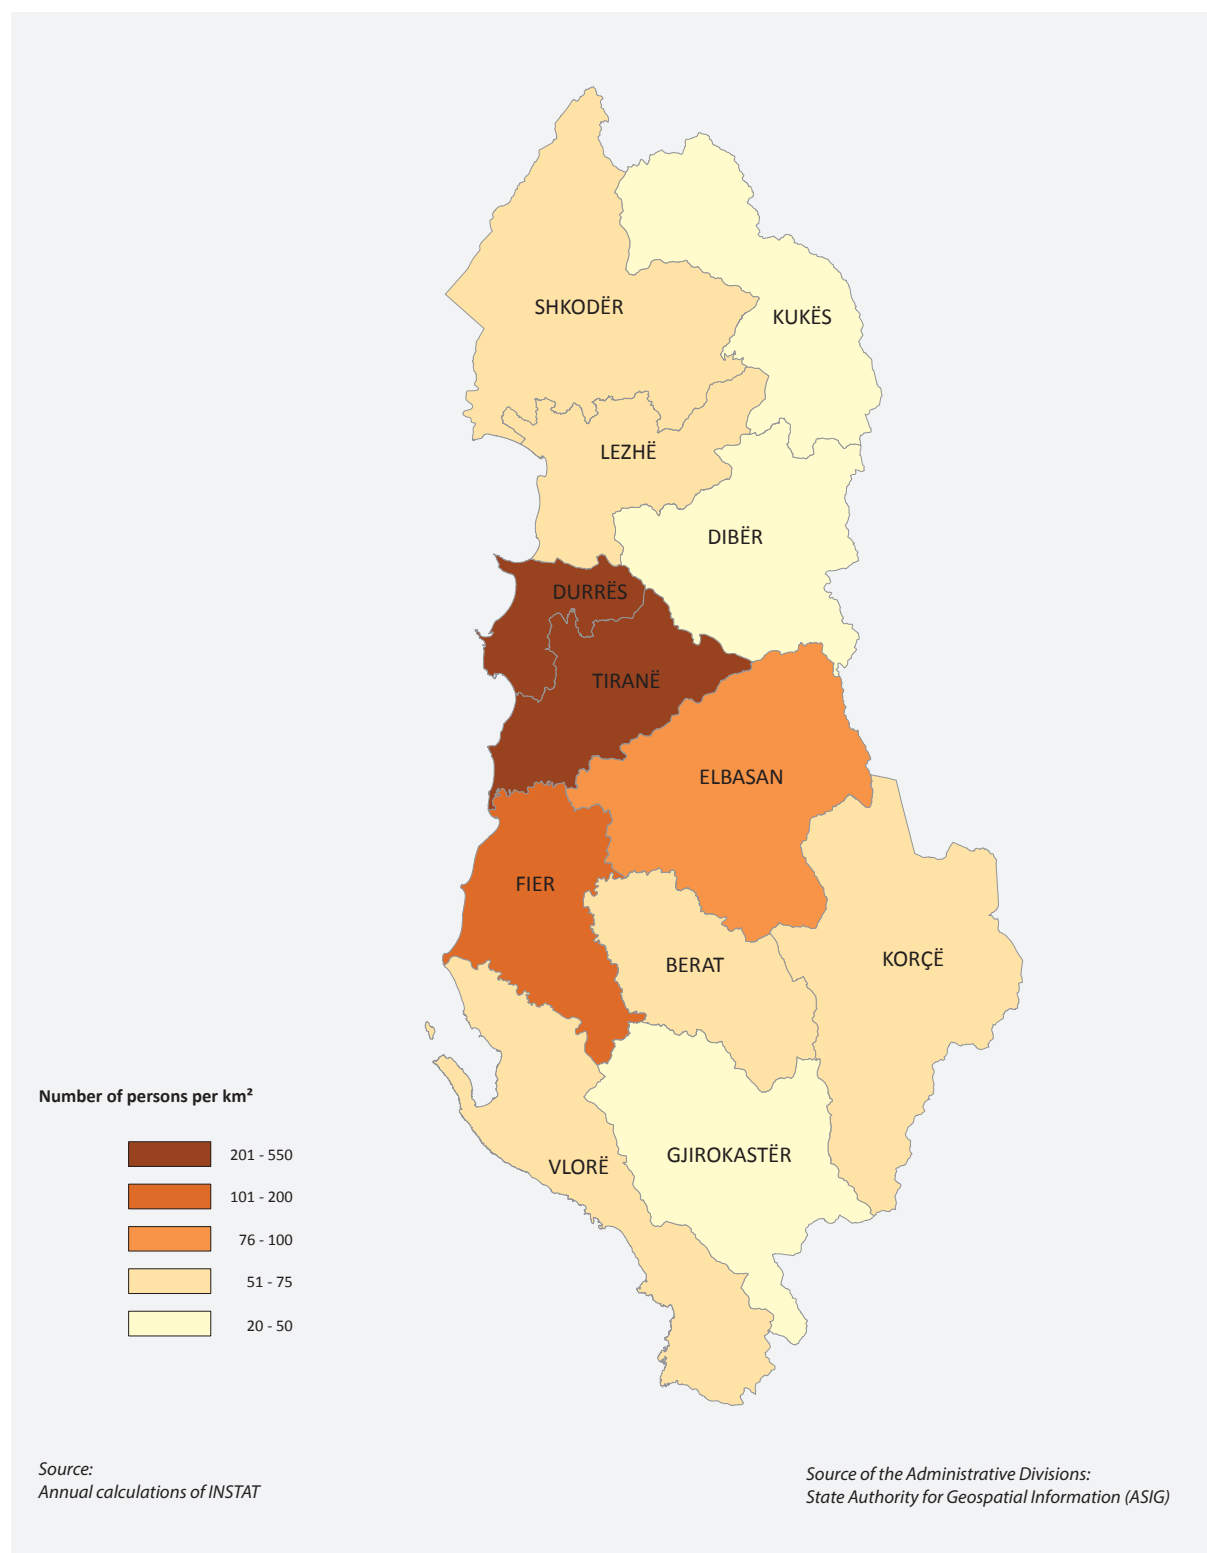 SHKODËR
KUKËS
LEZHË
DIBËR
DURRËS
TIRANË
ELBASAN
FIER
KORÇË
BERAT
GJIROKASTËR
VLORË
Number of persons per km²
201 - 550
101 - 200
76 - 100
51 - 75
20 - 50
Source:
Annual calculations of INSTAT
Source of the Administrative Divisions:
State Authority for Geospatial Information (ASIG)